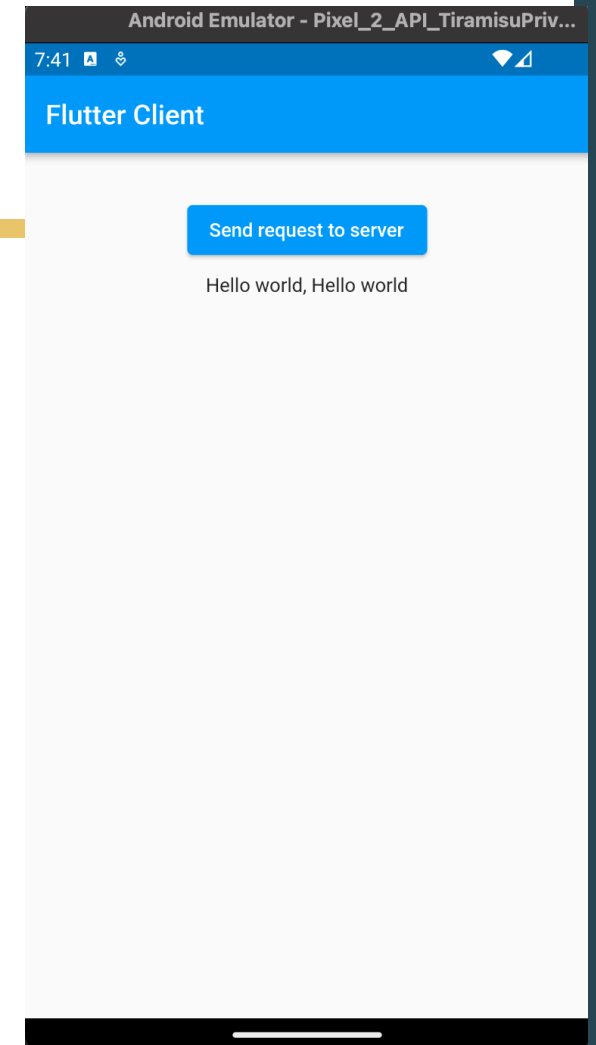 Android Emulator - Pixel_2_API_TiramisuPriv...
7:41 A
Flutter Client
Send request to server
Hello world, Hello world